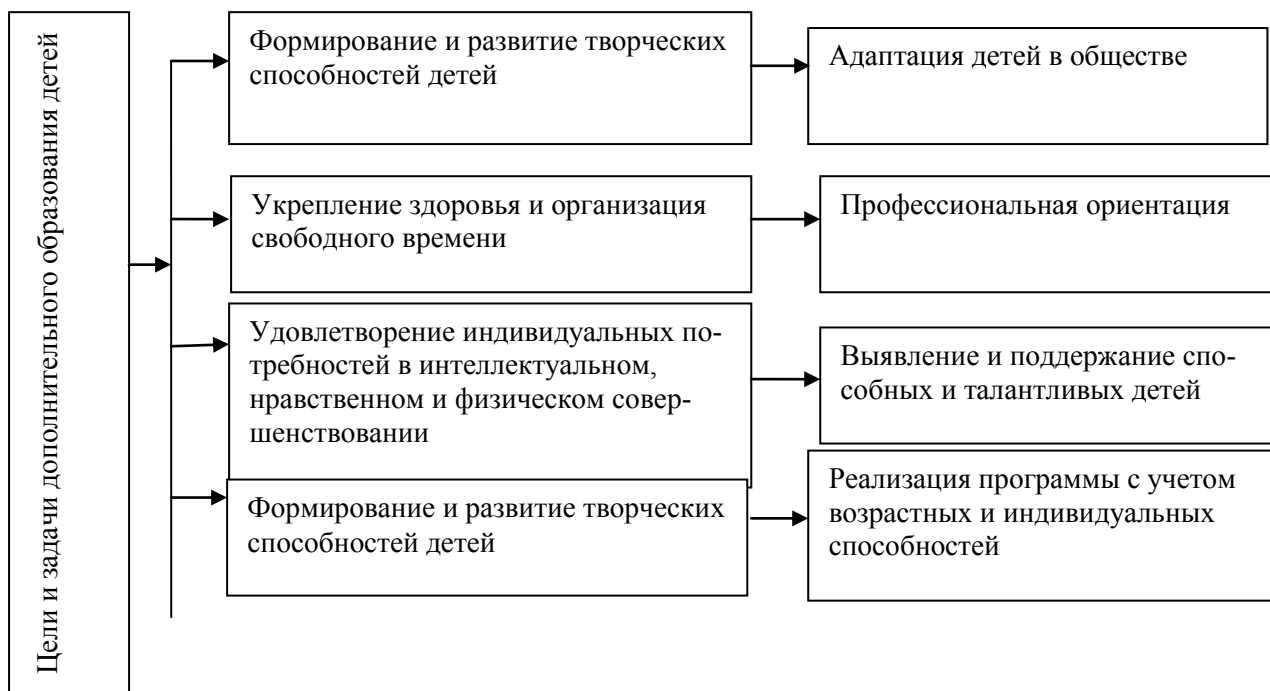 Цели и задачи дополнительного образования детей
Формирование и развитие творческих
способностей детей
Адаптация детей в обществе
Укрепление здоровья и организация
свободного времени
Профессиональная ориентация
Удовлетворение индивидуальных по-
требностей в интеллектуальном,
нравственном и физическом совер-
шенствовании
Выявление и поддержание спо-
собных и талантливых детей
Формирование и развитие творческих
способностей детей
Реализация программы с учетом
возрастных и индивидуальных
способностей